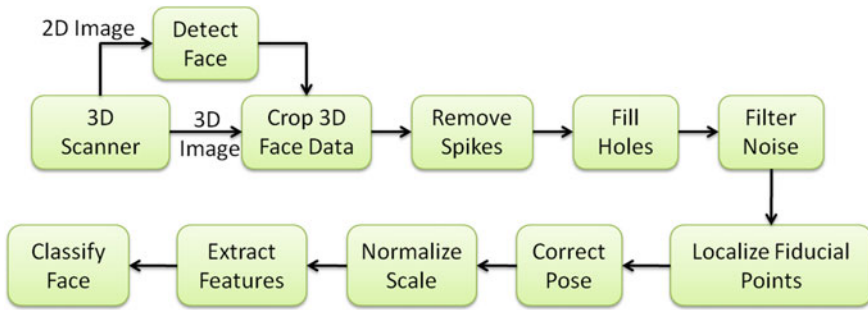 2D Image
Detect
Face
3D
Scanner
3D
Image
Crop 3D
Face Data
Remove
Spikes
Fill
Holes
Filter
Noise
Localize Fiducial
Points
Correct
Pose
Normalize
Scale
Extract
Features
Classify
Face